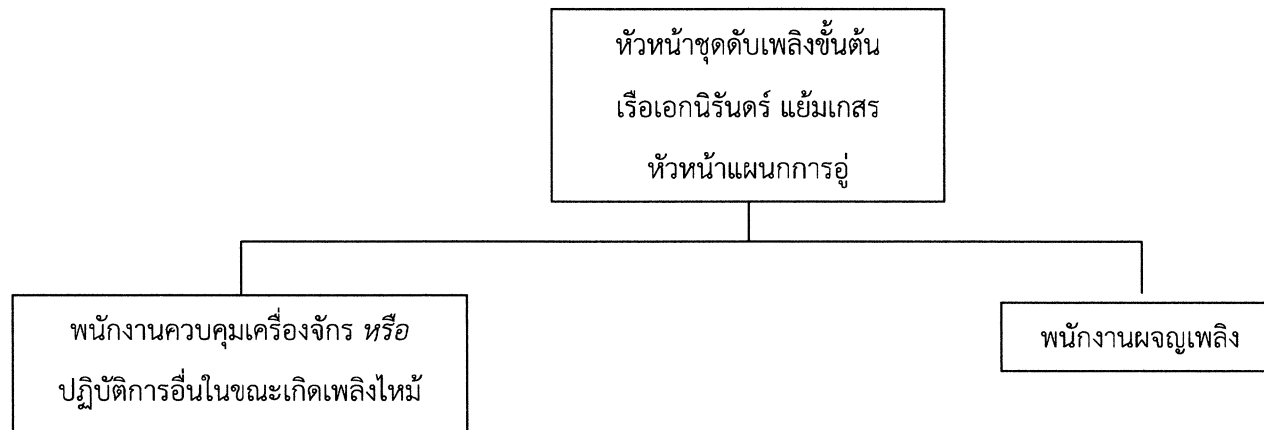 หัวหน้าชุดดับเพลิงขั้นต้น
เรือเอกนิรันดร์ แย้มเกสร
หัวหน้าแผนกการอู่
พนักงานควบคุมเครื่องจักร หรือ
ปฏิบัติการอื่นในขณะเกิดเพลิงไหม้
พนักงานผจญเพลิง